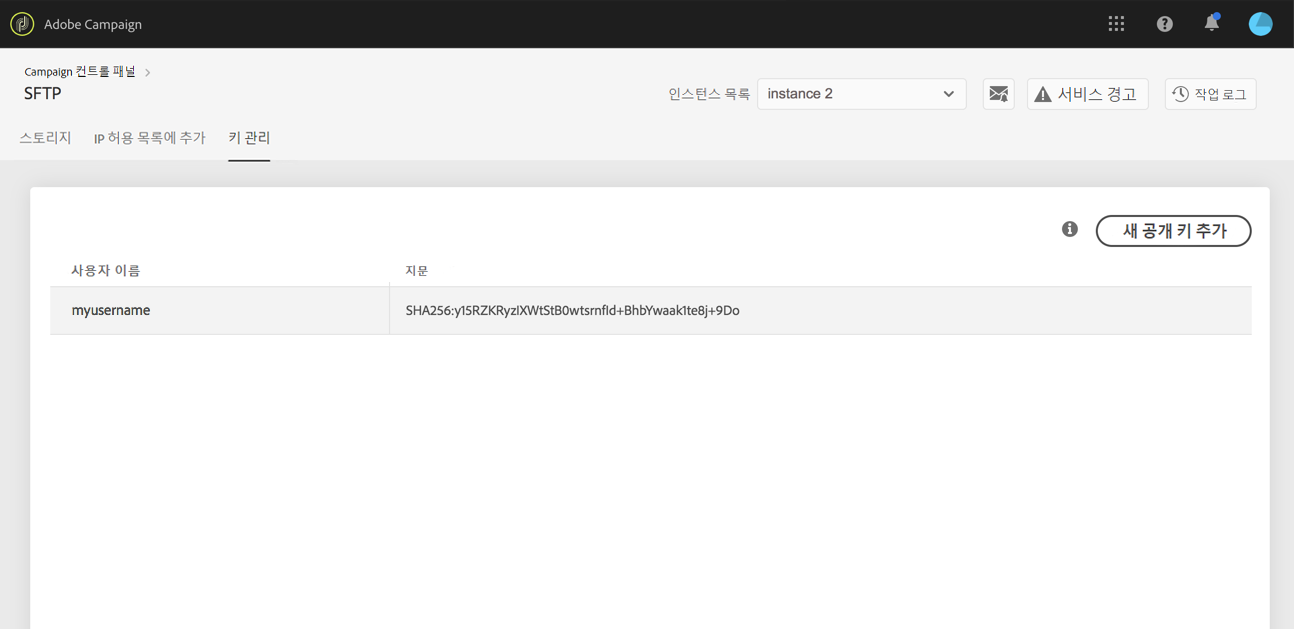 Adobe Campaign
Campaign 컨트롤 패널
SFTP
인스턴스 목록 instance 2 서비스 경고 작업 로그
스토리지 IP 허용 목록에 추가 키 관리
새 공개 키 추가
사용자 이름 지문
myusername SHA256:y15RZKRyzIXWtStB0wtsrnfId+BhbYwaak1te8j+9Do